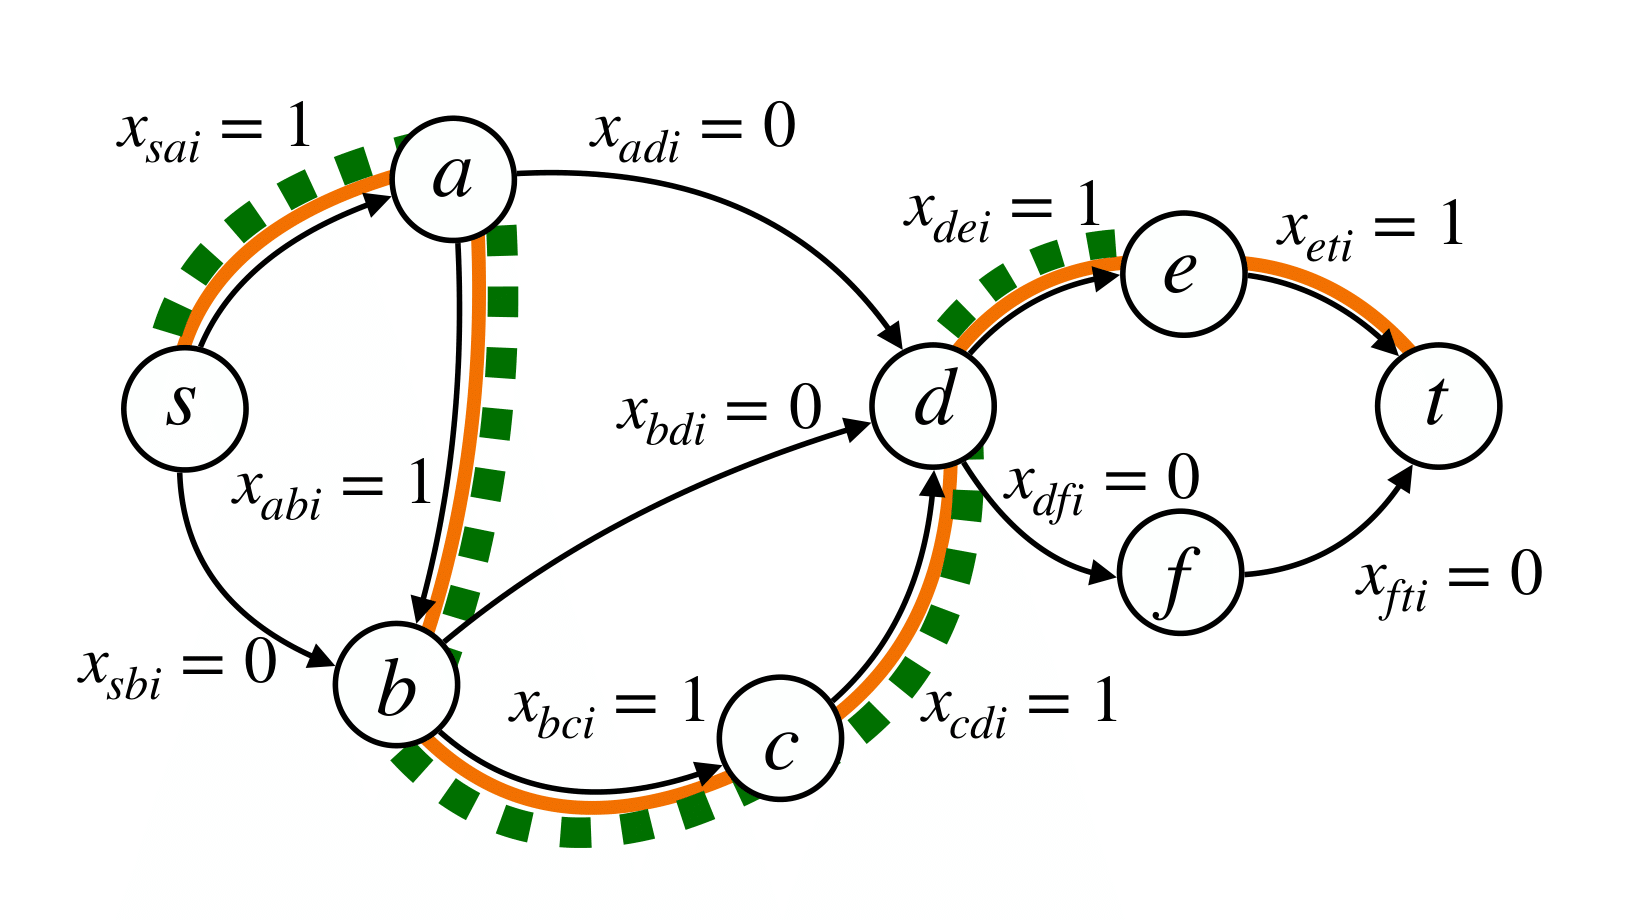 x_{sai} = 1
x_{adi} = 0
a
x_{dei} = 1
x_{eti} = 1
e
s
x_{bdi} = 0
d
t
x_{abi} = 1
x_{dfi} = 0
f
x_{fti} = 0
x_{sbi} = 0
b
x_{bci} = 1
c
x_{cdi} = 1